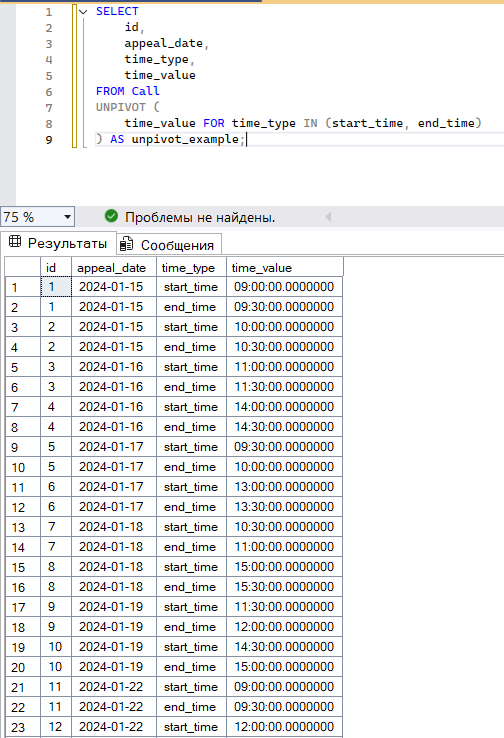 1 SELECT
2 id,
3 appeal_date,
4 time_type,
5 time_value
6 FROM Call
7 UNPIVOT (
8 time_value FOR time_type IN (start_time, end_time)
9 ) AS unpivot_example;
75 % Проблемы не найдены.
Результаты Сообщения
id appeal_date time_type time_value
1 1 2024-01-15 start_time 09:00:00.0000000
2 1 2024-01-15 end_time 09:30:00.0000000
3 2 2024-01-15 start_time 10:00:00.0000000
4 2 2024-01-15 end_time 10:30:00.0000000
5 3 2024-01-16 start_time 11:00:00.0000000
6 3 2024-01-16 end_time 11:30:00.0000000
7 4 2024-01-16 start_time 14:00:00.0000000
8 4 2024-01-16 end_time 14:30:00.0000000
9 5 2024-01-17 start_time 09:30:00.0000000
10 5 2024-01-17 end_time 10:00:00.0000000
11 6 2024-01-17 start_time 13:00:00.0000000
12 6 2024-01-17 end_time 13:30:00.0000000
13 7 2024-01-18 start_time 10:30:00.0000000
14 7 2024-01-18 end_time 11:00:00.0000000
15 8 2024-01-18 start_time 15:00:00.0000000
16 8 2024-01-18 end_time 15:30:00.0000000
17 9 2024-01-19 start_time 11:30:00.0000000
18 9 2024-01-19 end_time 12:00:00.0000000
19 10 2024-01-19 start_time 14:30:00.0000000
20 10 2024-01-19 end_time 15:00:00.0000000
21 11 2024-01-22 start_time 09:00:00.0000000
22 11 2024-01-22 end_time 09:30:00.0000000
23 12 2024-01-22 start_time 12:00:00.0000000